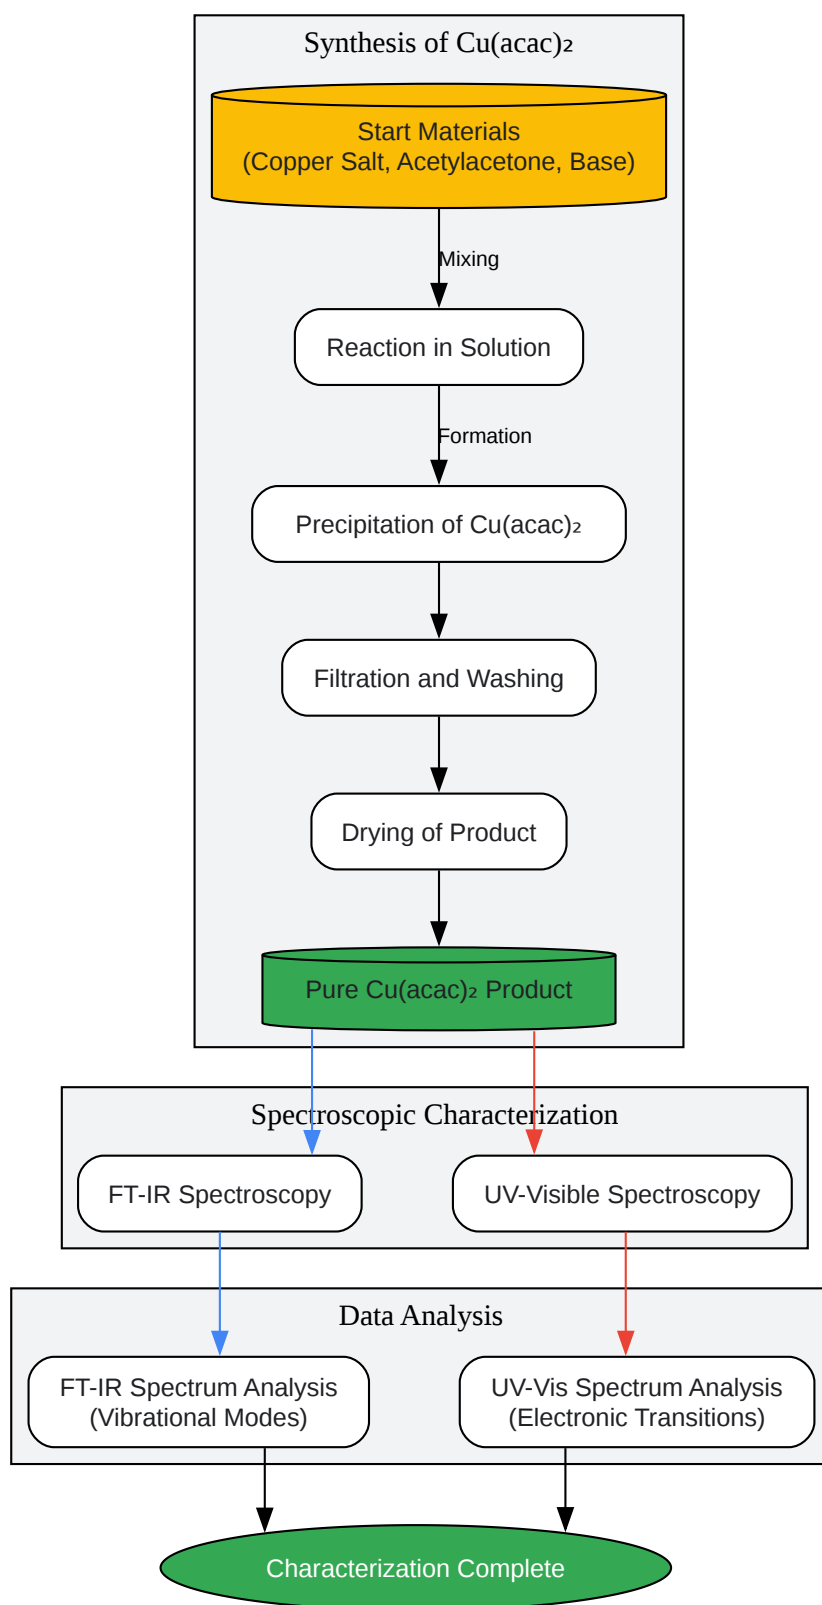 Synthesis of Cu(acac)₂
Start Materials
(Copper Salt, Acetylacetone, Base)
Mixing
Reaction in Solution
Formation
Precipitation of Cu(acac)₂
Filtration and Washing
Drying of Product
Pure Cu(acac)₂ Product
Spectroscopic Characterization
FT-IR Spectroscopy
UV-Visible Spectroscopy
Data Analysis
FT-IR Spectrum Analysis
(Vibrational Modes)
UV-Vis Spectrum Analysis
(Electronic Transitions)
Characterization Complete